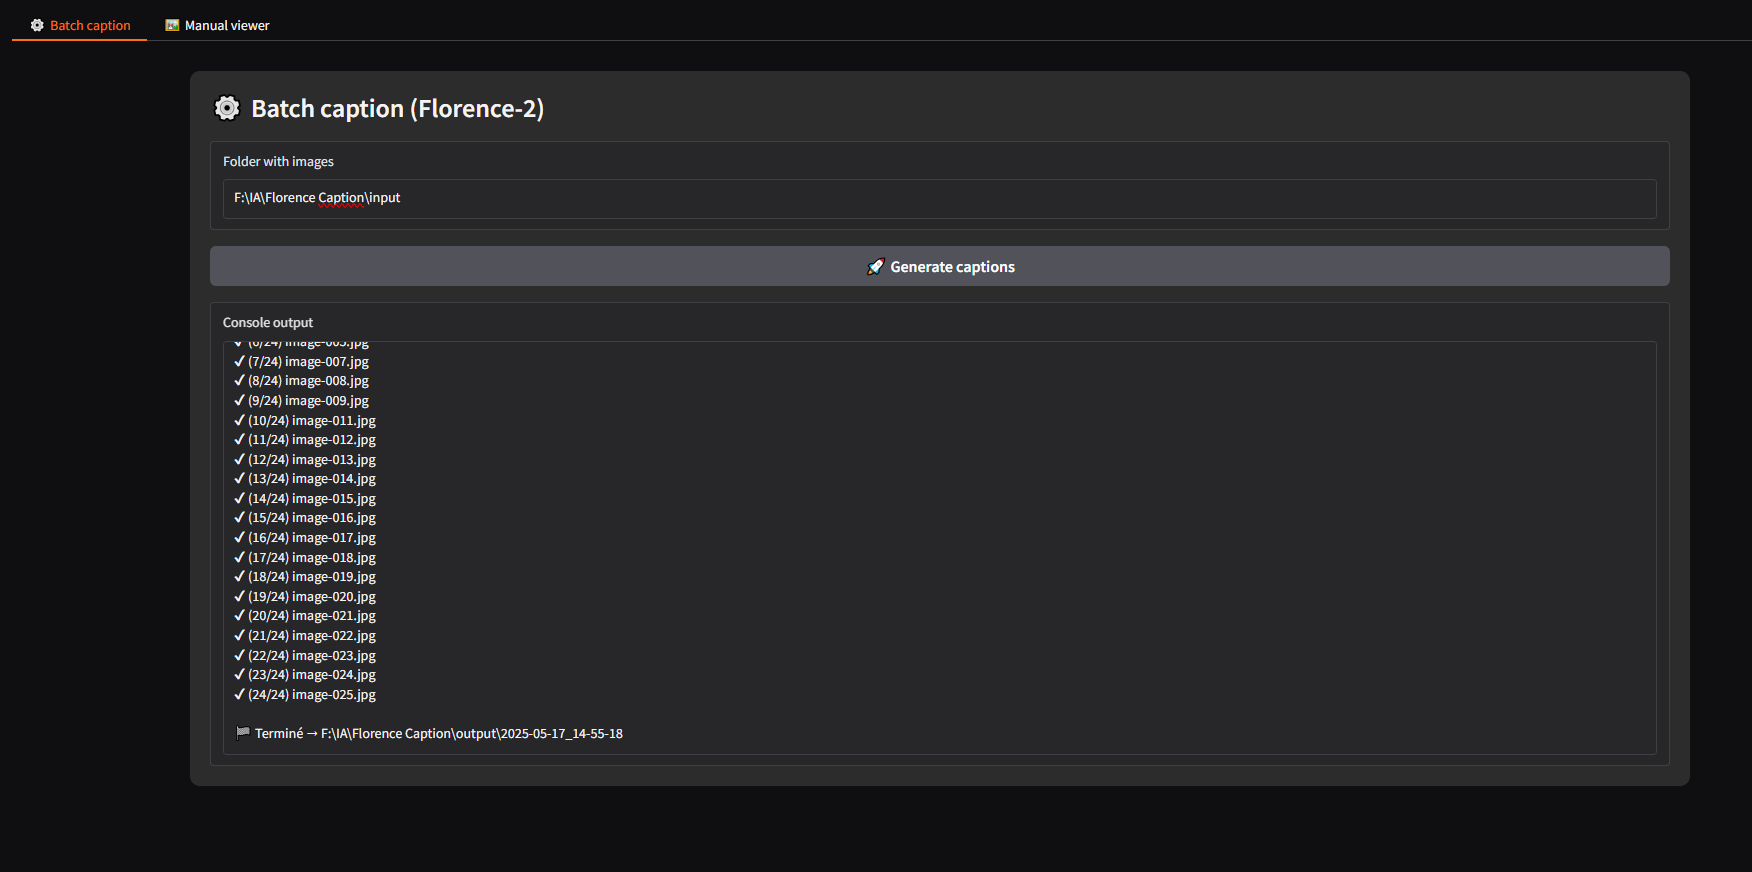 Batch caption
Manual viewer
Batch caption (Florence-2)
Folder with images
F:\IA\Florence Caption\input
Generate captions
Console output
✓ (7/24) image-007.jpg
✓ (8/24) image-008.jpg
✓ (9/24) image-009.jpg
✓ (10/24) image-011.jpg
✓ (11/24) image-012.jpg
✓ (12/24) image-013.jpg
✓ (13/24) image-014.jpg
✓ (14/24) image-015.jpg
✓ (15/24) image-016.jpg
✓ (16/24) image-017.jpg
✓ (17/24) image-018.jpg
✓ (18/24) image-019.jpg
✓ (19/24) image-020.jpg
✓ (20/24) image-021.jpg
✓ (21/24) image-022.jpg
✓ (22/24) image-023.jpg
✓ (23/24) image-024.jpg
✓ (24/24) image-025.jpg
Terminé → F:\IA\Florence Caption\output\2025-05-17_14-55-18